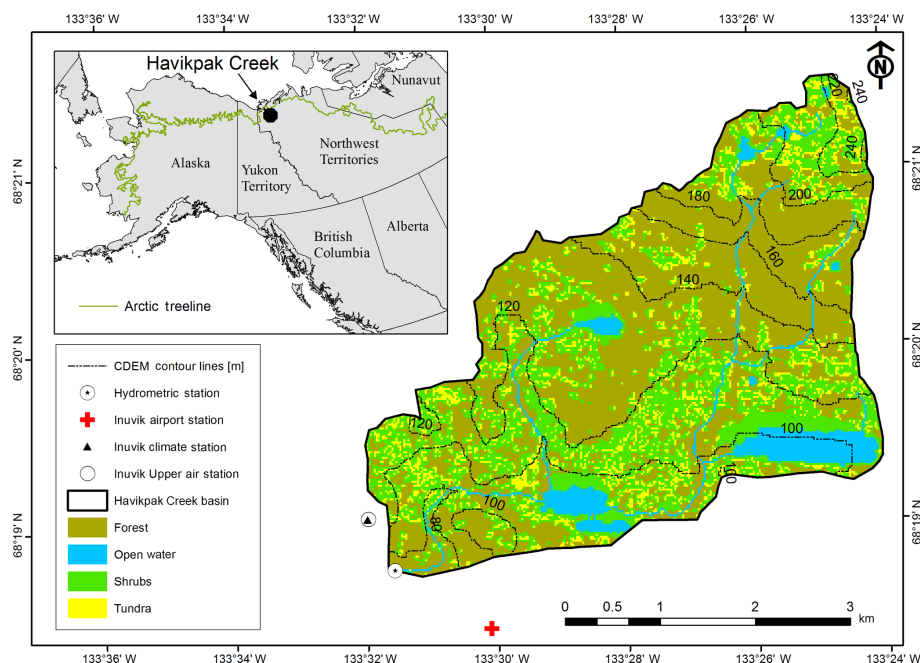 133°36' W 133°34' W 133°32' W 133°30' W 133°28' W 133°26' W 133°24' W
68°21' N
68°20' N
68°19' N
Havikpak Creek
Nunavut
Alaska
Yukon
Territory
Northwest
Territories
British
Columbia
Alberta
Arctic treeline
N
220
240
240
200
180
160
140
120
120
100
100
100
80
CDEM contour lines [m]
Hydrometric station
Inuvik airport station
Inuvik climate station
Inuvik Upper air station
Havikpak Creek basin
Forest
Open water
Shrubs
Tundra
0 0.5 1 2 3
km
68°21' N
68°20' N
68°19' N
133°36' W 133°34' W 133°32' W 133°30' W 133°28' W 133°26' W 133°24' W